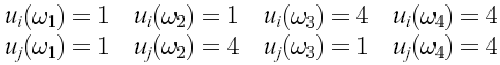 u_i(ω_1) = 1 u_i(ω_2) = 1 u_i(ω_3) = 4 u_i(ω_4) = 4
u_j(ω_1) = 1 u_j(ω_2) = 4 u_j(ω_3) = 1 u_j(ω_4) = 4